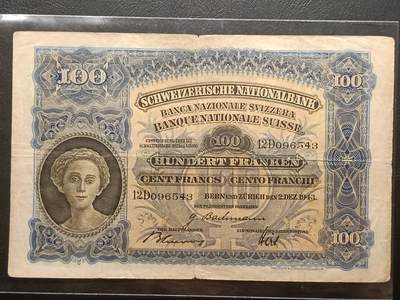 100
SCHWEIZERISCHE NATIONALBANK
100
BANCA NAZIONALE SVIZZERA
BANQUE NATIONALE SUISSE
100
12D096543
HUNDERT FRANKEN
CENT FRANCS CENTO FRANCHI
12D096543
BERN UND ZÜRICH DEN 2. DEZ. 1943.
G. Bachmann
100